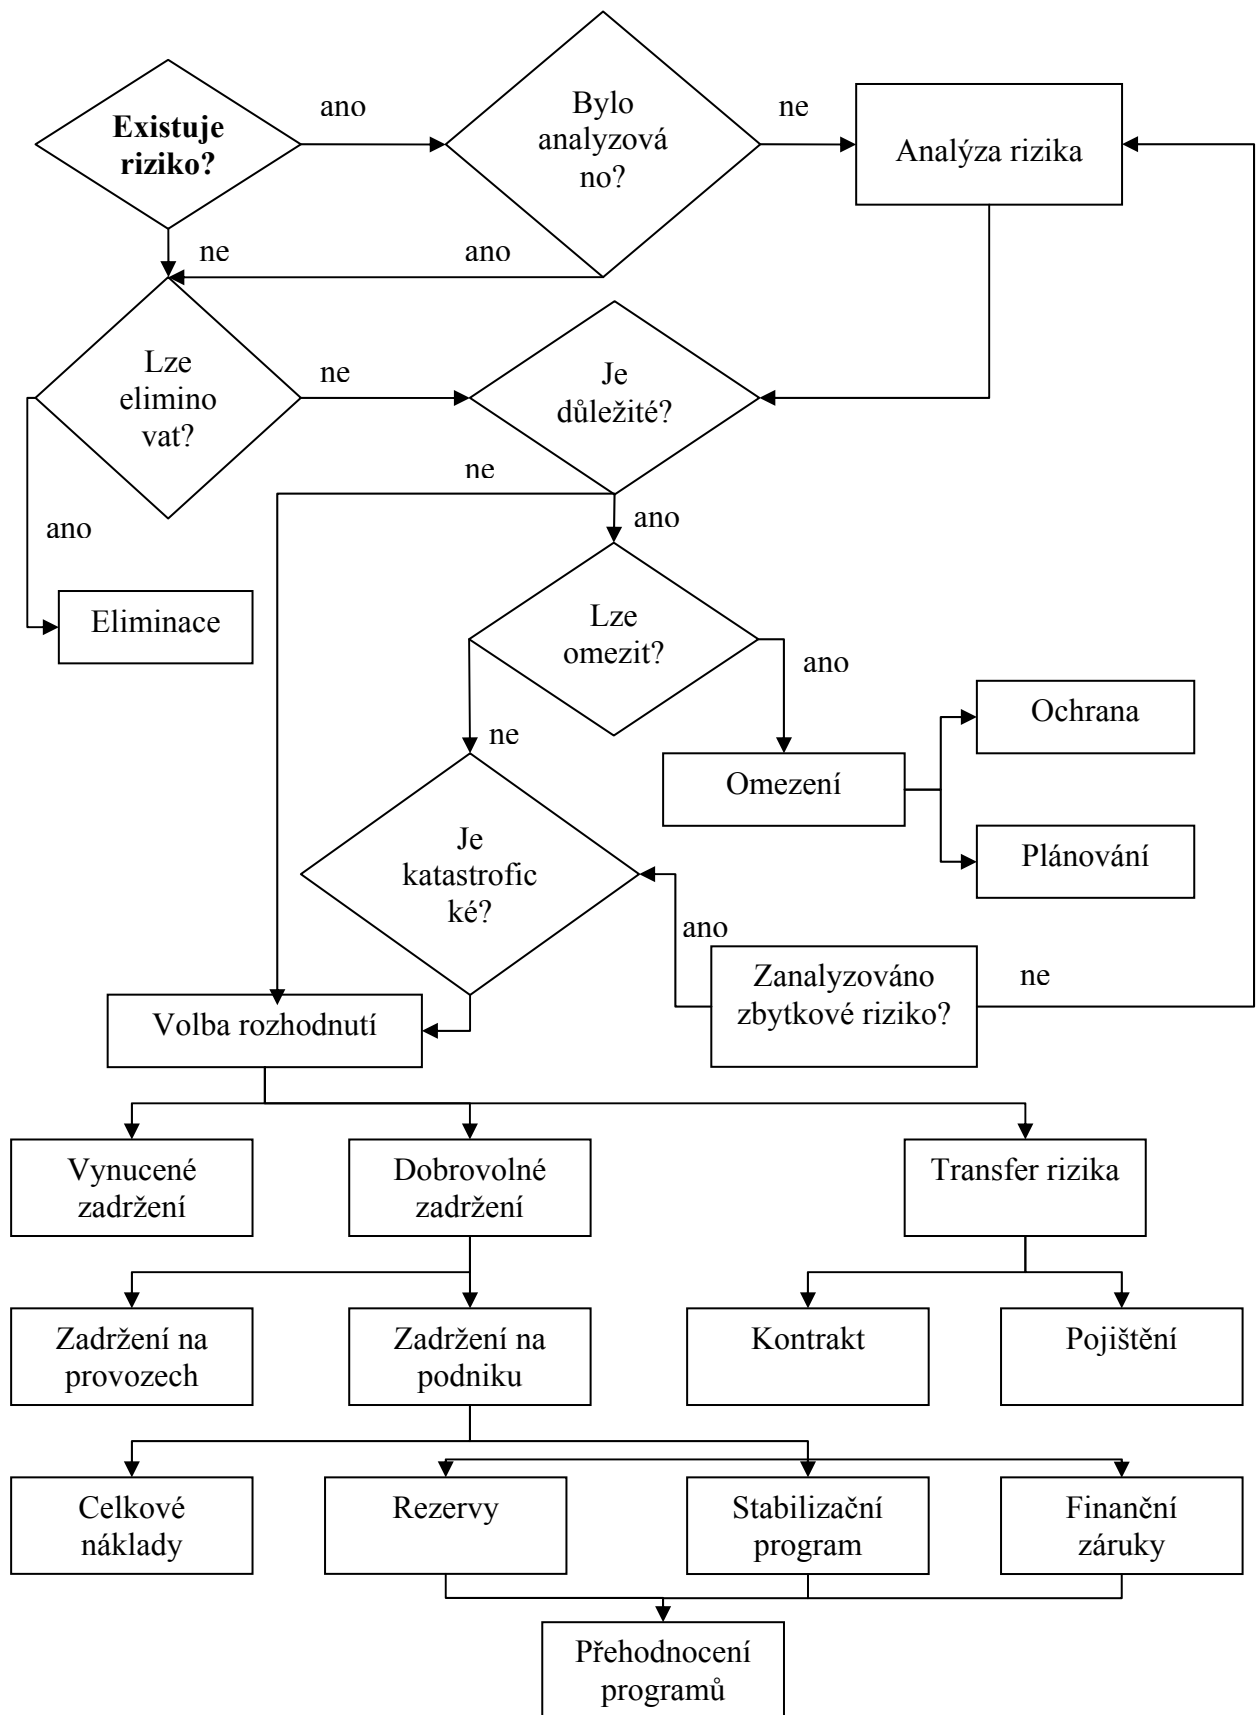 Existuje
riziko?
ano
Bylo
analyzová
no?
ne
Analýza rizika
ne
ano
Lze
elimino
vat?
ne
Je
důležité?
ne
ano
ano
Eliminace
Lze
omezit?
ano
ne
Ochrana
Omezení
Plánování
Je
katastrofic
ké?
ano
Zanalyzováno
zbytkové riziko?
ne
Volba rozhodnutí
Vynucené
zadržení
Dobrovolné
zadržení
Transfer rizika
Zadržení na
provozech
Zadržení na
podniku
Kontrakt
Pojištění
Celkové
náklady
Rezervy
Stabilizační
program
Finanční
záruky
Přehodnocení
programů